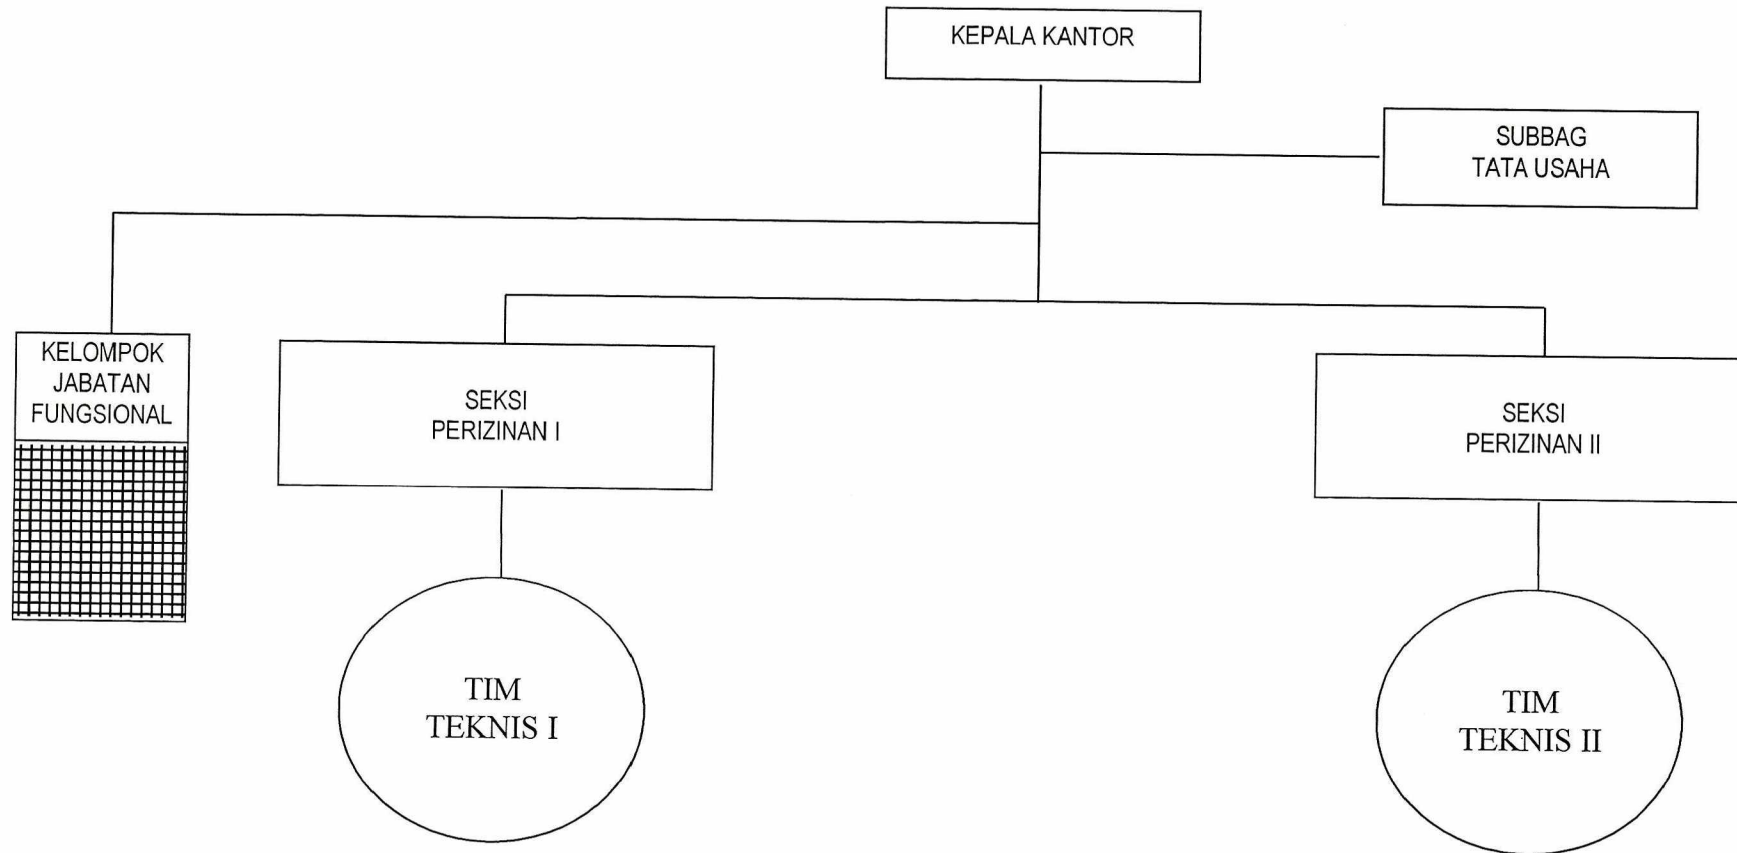 KEPALA KANTOR
SUBBAG
TATA USAHA
KELOMPOK
JABATAN
FUNGSIONAL
SEKSI
PERIZINAN I
SEKSI
PERIZINAN II
TIM
TEKNIS I
TIM
TEKNIS II